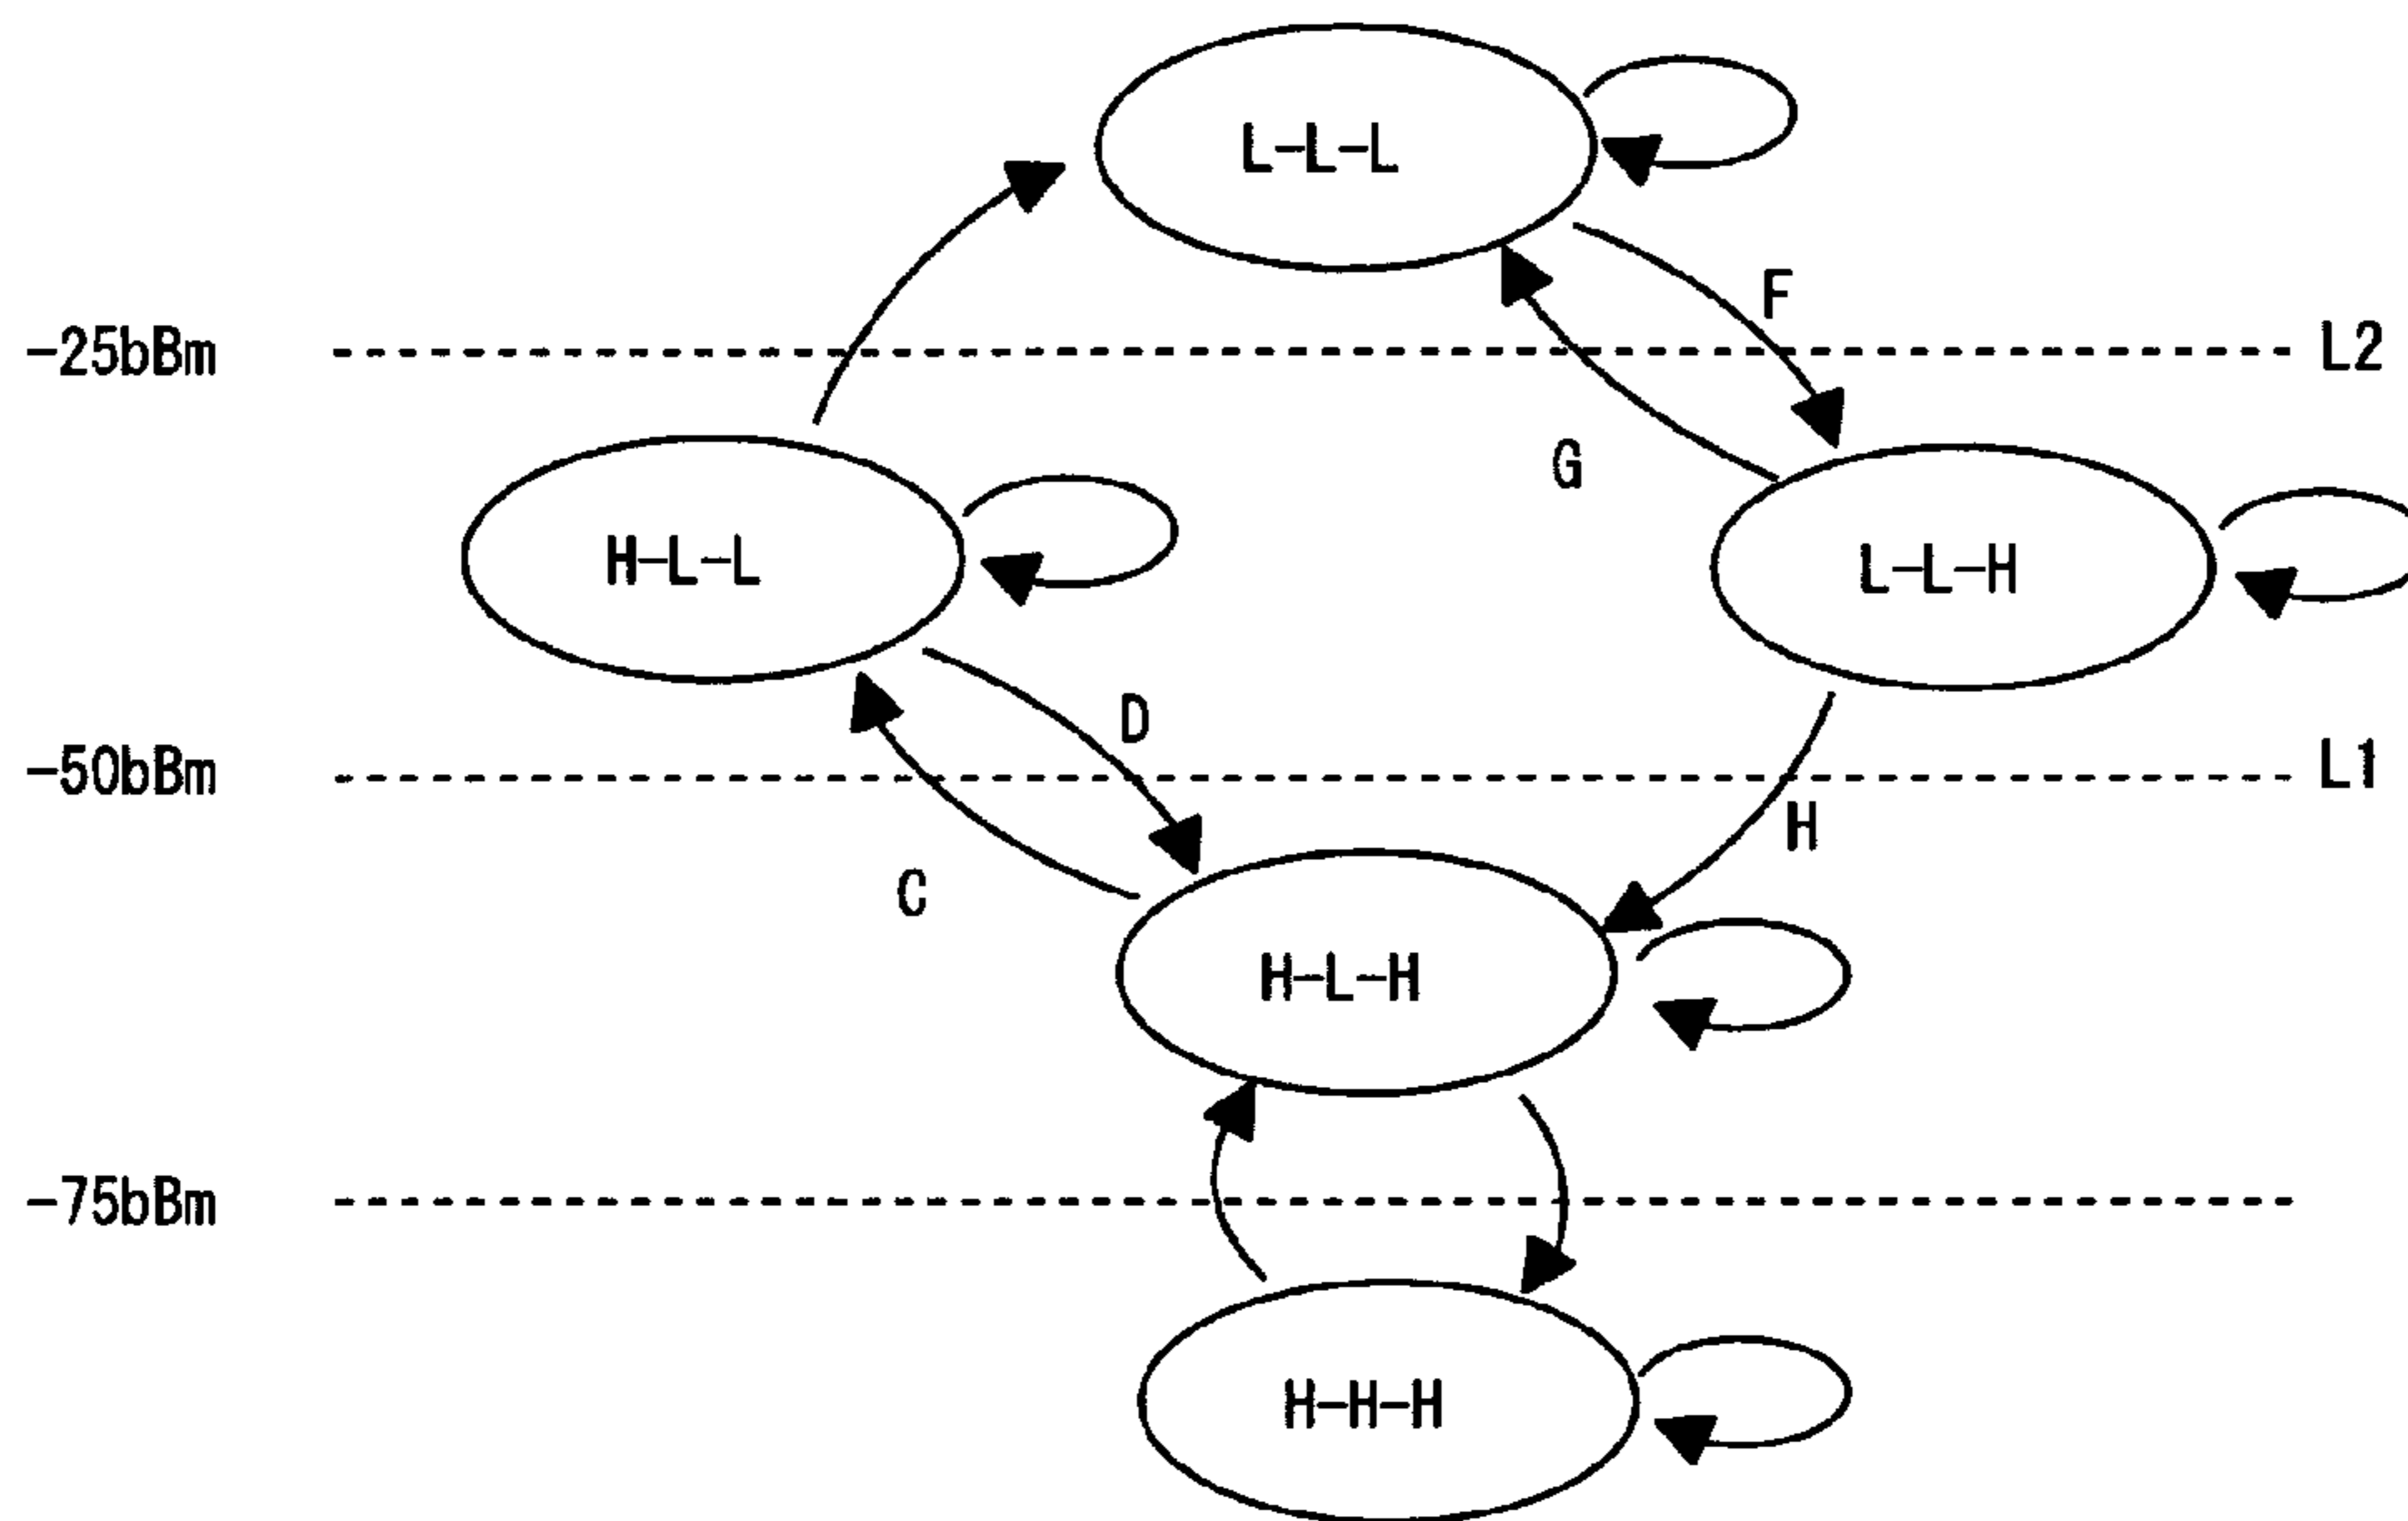 L-L-L
F
-25bBm
L2
G
H-L-L
L-L-H
D
-50bBm
L1
H
C
H-L-H
-75bBm
H-H-H